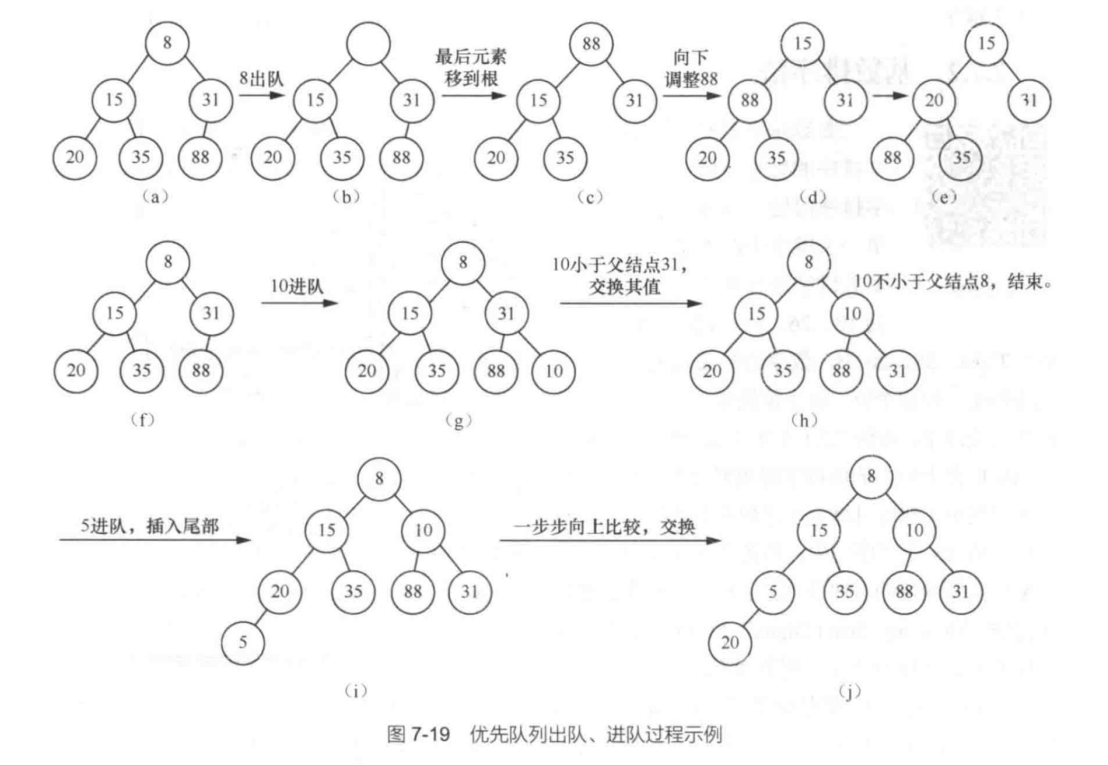 8
15 31
20 35 88
(a)
8出队
15 31
20 35 88
(b)
最后元素
移到根
88
15 31
20 35
(c)
向下
调整88
15
88 31
20 35
(d)
15
20 31
88 35
(e)
8
15 31
20 35 88
(f)
10进队
8
15 31
20 35 88 10
(g)
10小于父结点31，
交换其值
8
15 10
20 35 88 31
(h)
10不小于父结点8，结束。
5进队，插入尾部
8
15 10
20 35 88 31
5
(i)
一步步向上比较，交换
8
15 10
5 35 88 31
20
(j)
图 7-19 优先队列出队、进队过程示例